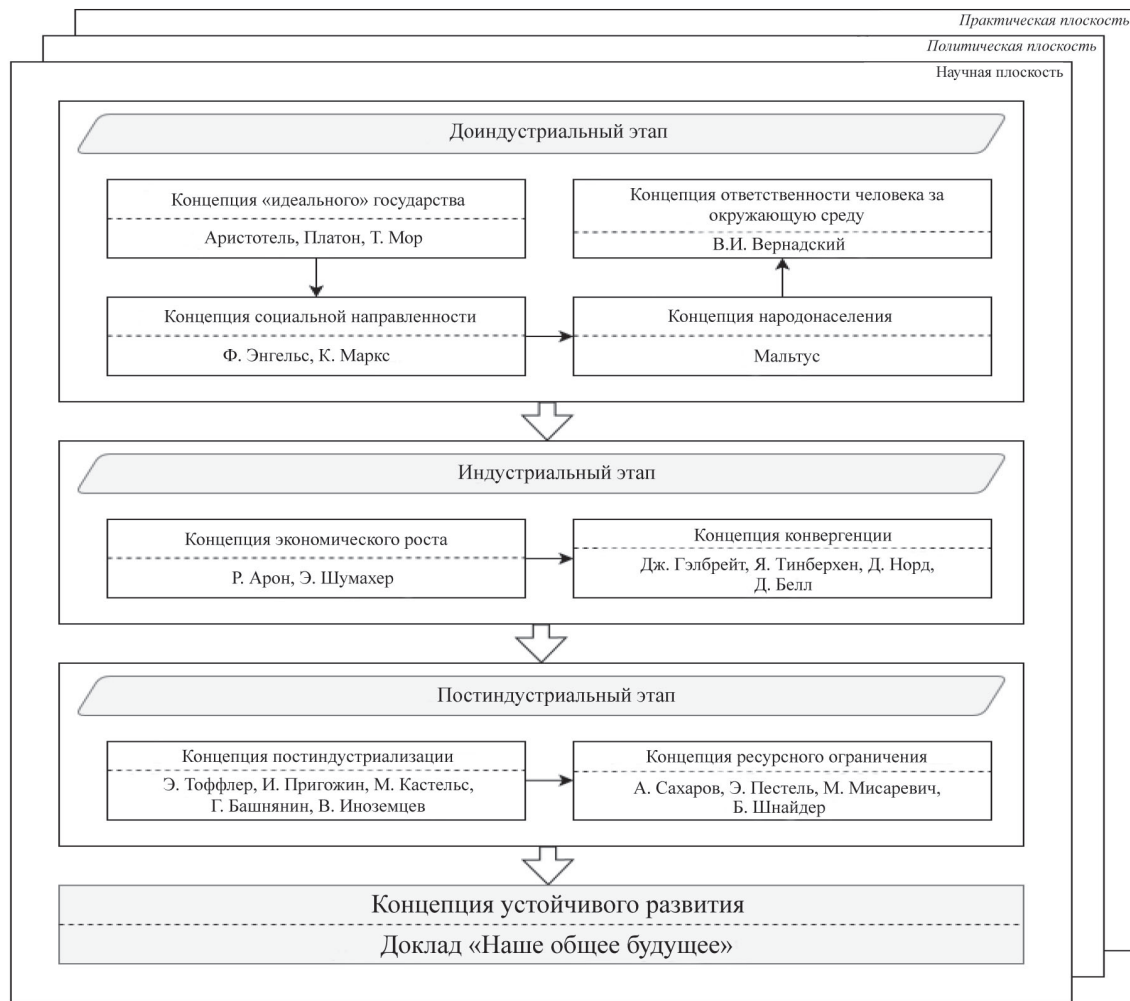 Практическая плоскость
Политическая плоскость
Научная плоскость
Доиндустриальный этап
Концепция «идеального» государства
Аристотель, Платон, Т. Мор
Концепция ответственности человека за
окружающую среду
В.И. Вернадский
Концепция социальной направленности
Ф. Энгельс, К. Маркс
Концепция народонаселения
Мальтус
Индустриальный этап
Концепция экономического роста
Р. Арон, Э. Шумахер
Концепция конвергенции
Дж. Гэлбрейт, Я. Тинберхен, Д. Норд,
Д. Белл
Постиндустриальный этап
Концепция постиндустриализации
Э. Тоффлер, И. Пригожин, М. Кастельс,
Г. Башнянин, В. Иноземцев
Концепция ресурсного ограничения
А. Сахаров, Э. Пестель, М. Мисаревич,
Б. Шнайдер
Концепция устойчивого развития
Доклад «Наше общее будущее»